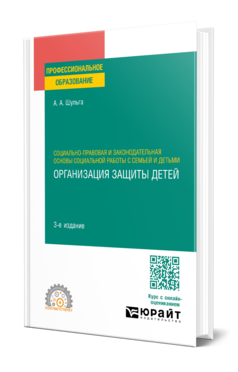 ПРОФЕССИОНАЛЬНОЕ
ОБРАЗОВАНИЕ
А. А. Шульга
СОЦИАЛЬНО-ПРАВОВАЯ И ЗАКОНОДАТЕЛЬНАЯ
ОСНОВЫ СОЦИАЛЬНОЙ РАБОТЫ С СЕМЬЕЙ И ДЕТЬМИ
ОРГАНИЗАЦИЯ ЗАЩИТЫ ДЕТЕЙ
3-е издание
Курс с онлайн-
оцениванием
юрайт
издательство